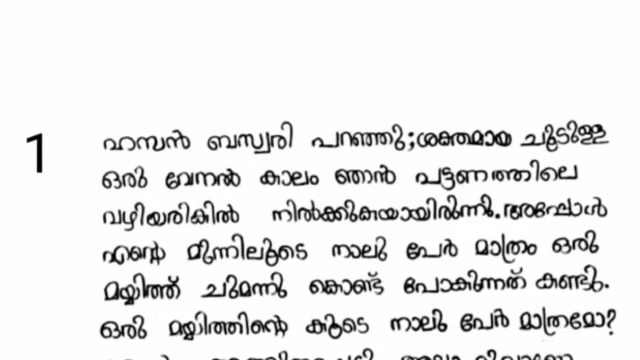 1
ഹസൻ ബസ്വരി പറഞ്ഞു;ശക്തമായ ചൂടുള്ള
ഒരു വേനൽ കാലം ഞാൻ പട്ടണത്തിലെ
വഴിയരികിൽ നിൽക്കുകയായിരുന്നു.അപ്പോൾ
എന്റെ മുന്നിലൂടെ നാലു പേർ മാത്രം ഒരു
മയ്യിത്ത് ചുമന്നു കൊണ്ട് പോകുന്നത് കണ്ടു.
ഒരു മയ്യിത്തിന്റെ കൂടെ നാലു പേർ മാത്രമോ?